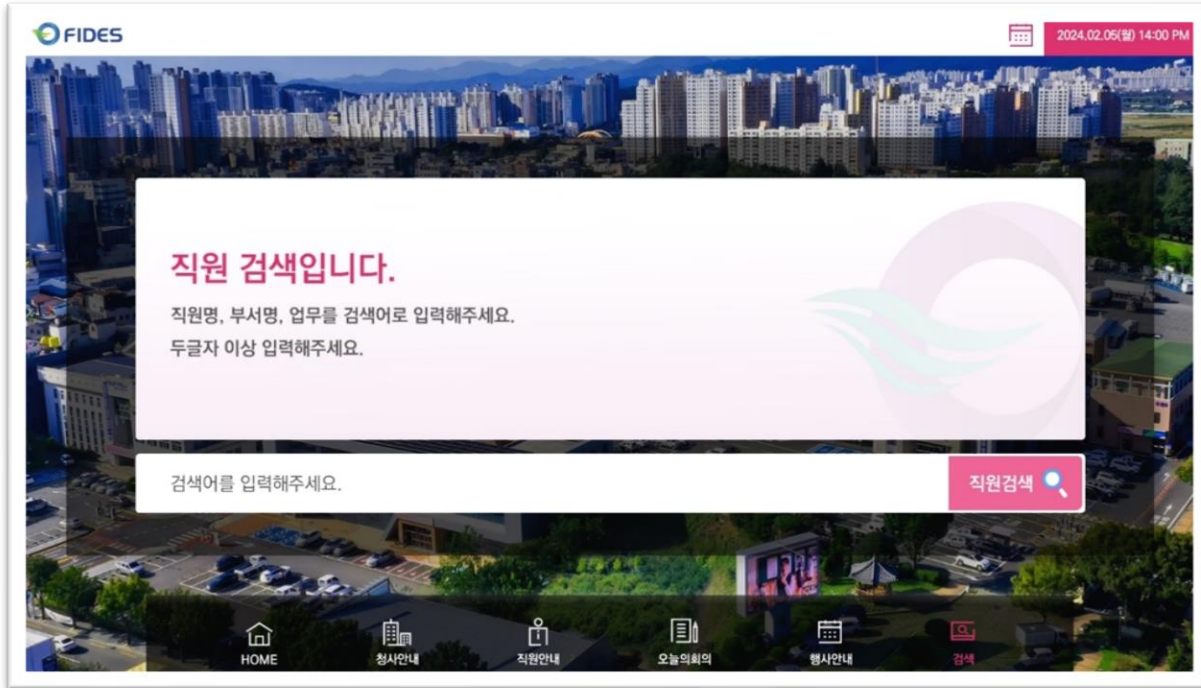 FIDES
2024.02.05(월) 14:00 PM
직원 검색입니다.
직원명, 부서명, 업무를 검색어로 입력해주세요.
두글자 이상 입력해주세요.
검색어를 입력해주세요.
직원검색
HOME
청사안내
직원안내
오늘의회의
행사안내
검색